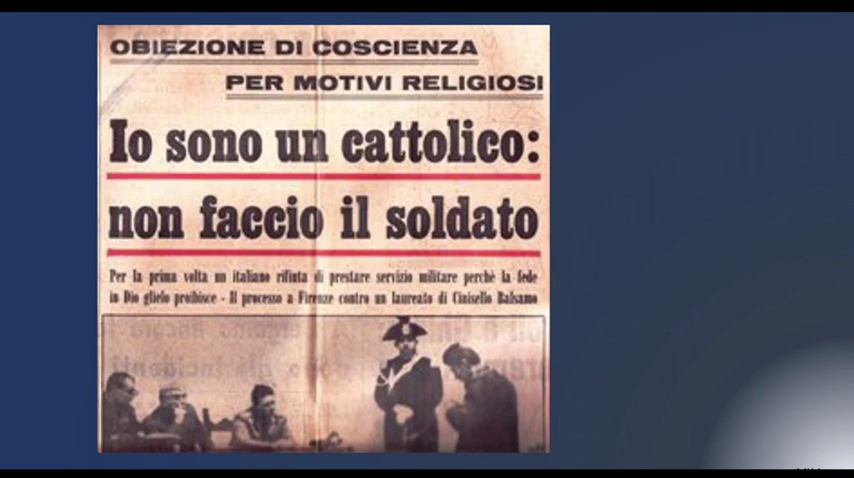 OBIEZIONE DI COSCIENZA
PER MOTIVI RELIGIOSI
Io sono un cattolico:
non faccio il soldato
Per la prima volta un italiano rifiuta di prestare servizio militare perchè la fede
in Dio glielo proibisce - Il processo a Firenze contro un laureato di Cinisello Balsamo